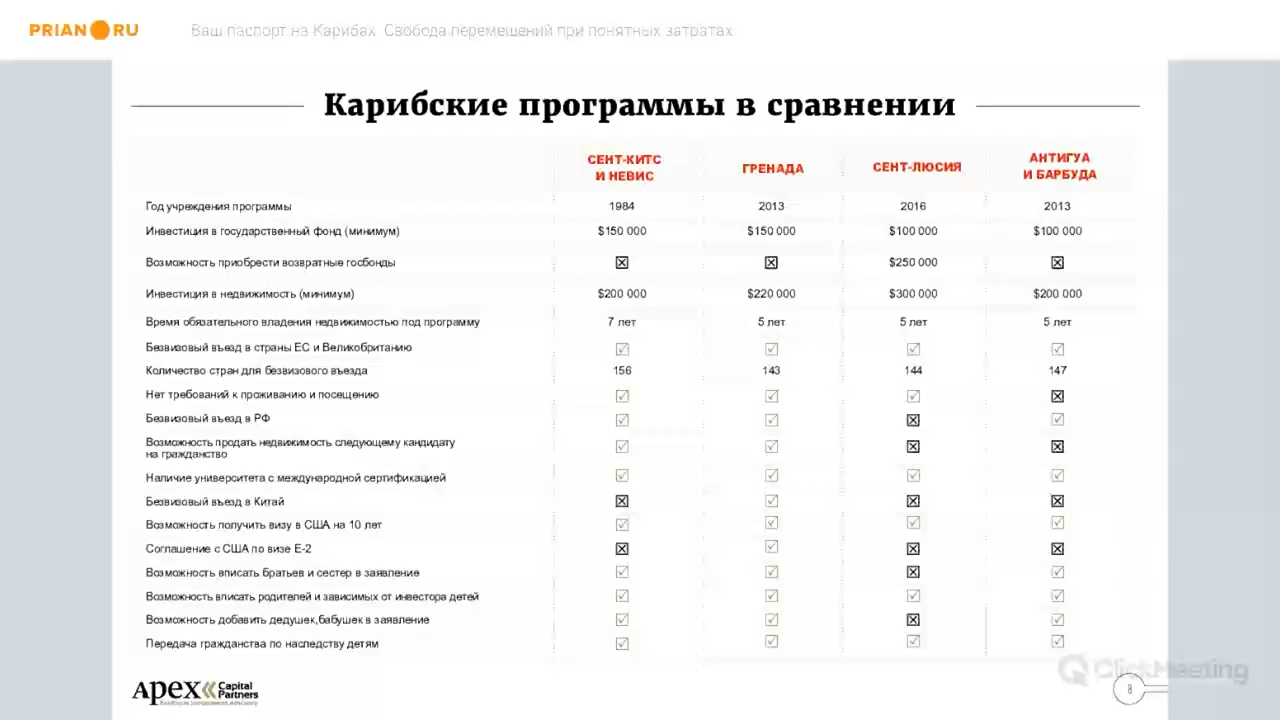 PRIAN RU
Ваш паспорт на Карибах. Свобода перемещений при понятных затратах
Карибские программы в сравнении
СЕНТ-КИТС И НЕВИС ГРЕНАДА СЕНТ-ЛЮСИЯ АНТИГУА И БАРБУДА
Год учреждения программы 1984 2013 2016 2013
Инвестиция в государственный фонд (минимум) $150 000 $150 000 $100 000 $100 000
Возможность приобрести возвратные госбонды ☒ ☒ $250 000 ☒
Инвестиция в недвижимость (минимум) $200 000 $220 000 $300 000 $200 000
Время обязательного владения недвижимостью под программу 7 лет 5 лет 5 лет 5 лет
Безвизовый въезд в страны ЕС и Великобританию ☑ ☑ ☑ ☑
Количество стран для безвизового въезда 156 143 144 147
Нет требований к проживанию и посещению ☑ ☑ ☑ ☒
Безвизовый въезд в РФ ☑ ☑ ☒ ☑
Возможность продать недвижимость следующему кандидату
на гражданство ☑ ☑ ☒ ☒
Наличие университета с международной сертификацией ☑ ☑ ☑ ☑
Безвизовый въезд в Китай ☒ ☑ ☒ ☒
Возможность получить визу в США на 10 лет ☑ ☑ ☑ ☑
Соглашение с США по визе Е-2 ☒ ☑ ☒ ☒
Возможность вписать братьев и сестер в заявление ☑ ☑ ☒ ☑
Возможность вписать родителей и зависимых от инвестора детей ☑ ☑ ☑ ☑
Возможность добавить дедушек,бабушек в заявление ☑ ☑ ☒ ☑
Передача гражданства по наследству детям ☑ ☑ ☑ ☑
ClickMeeting
Apex Capital Partners
8